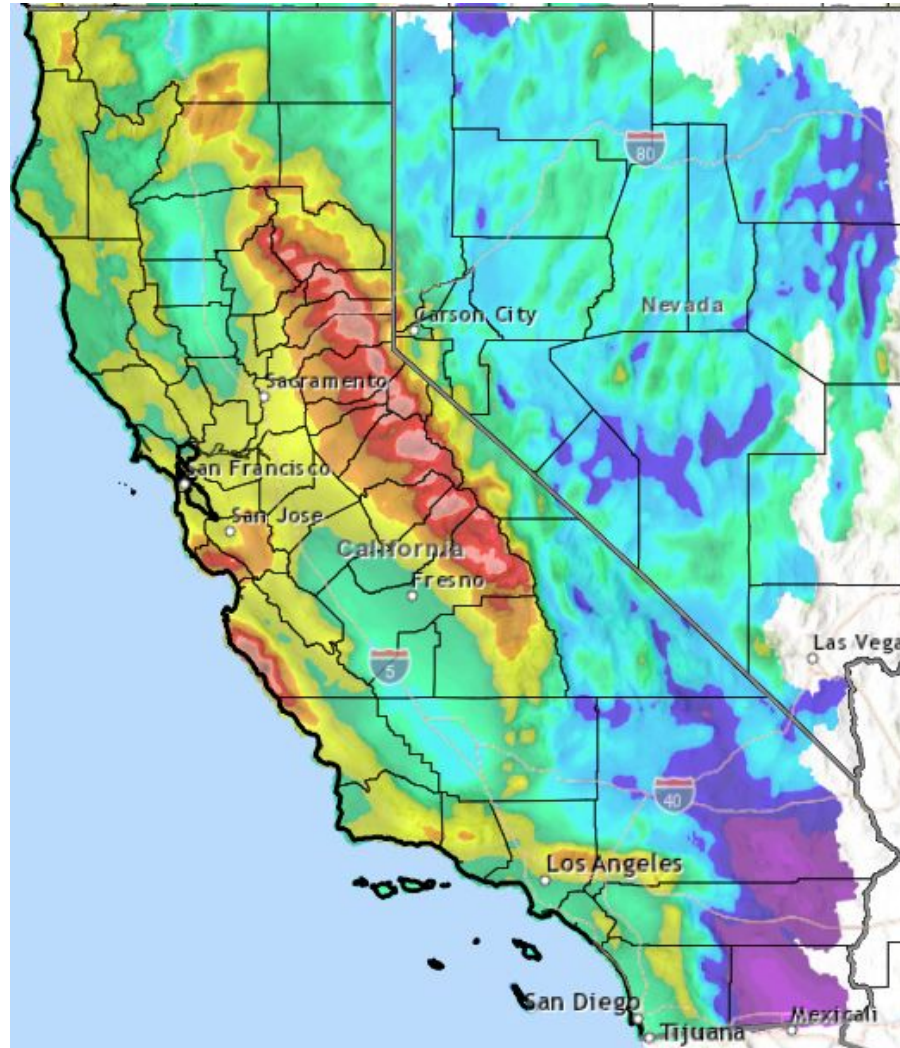 80
Nevada
Carson City
Sacramento
San Francisco
San Jose
California
Fresno
Las Vega
5
40
Los Angeles
San Diego
Mexicali
Tijuana